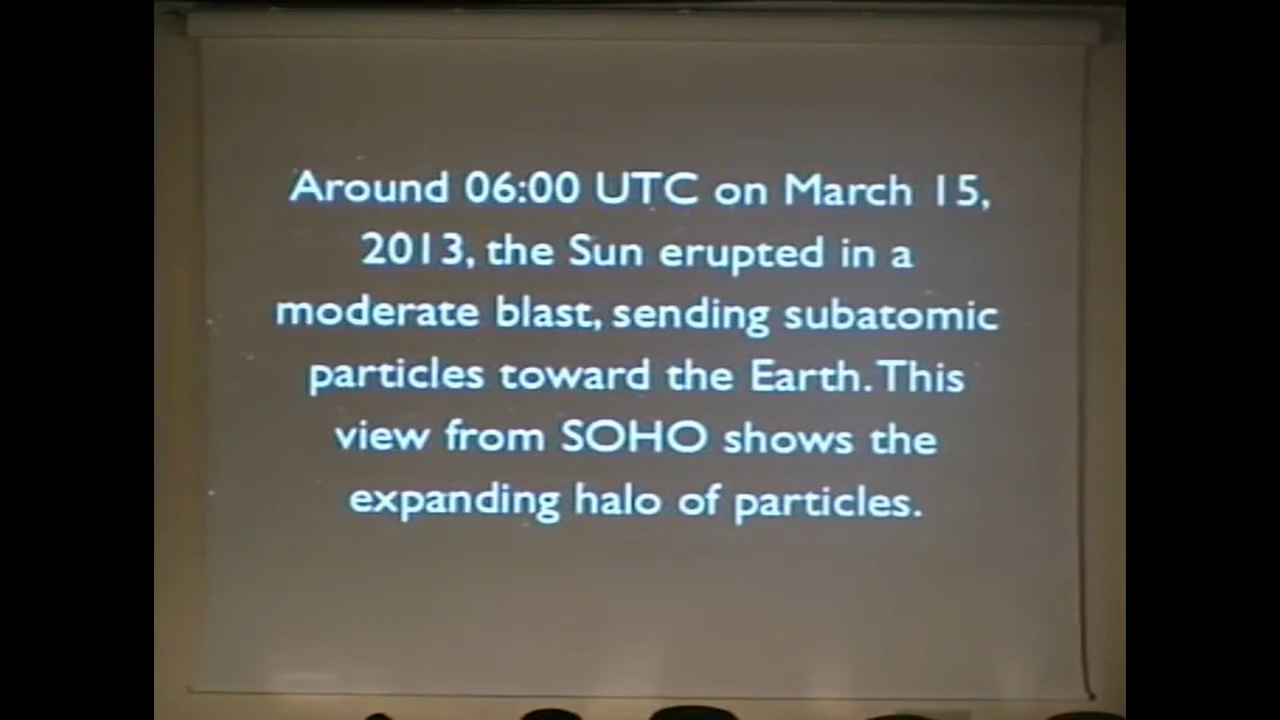 Around 06:00 UTC on March 15,
2013, the Sun erupted in a
moderate blast, sending subatomic
particles toward the Earth. This
view from SOHO shows the
expanding halo of particles.